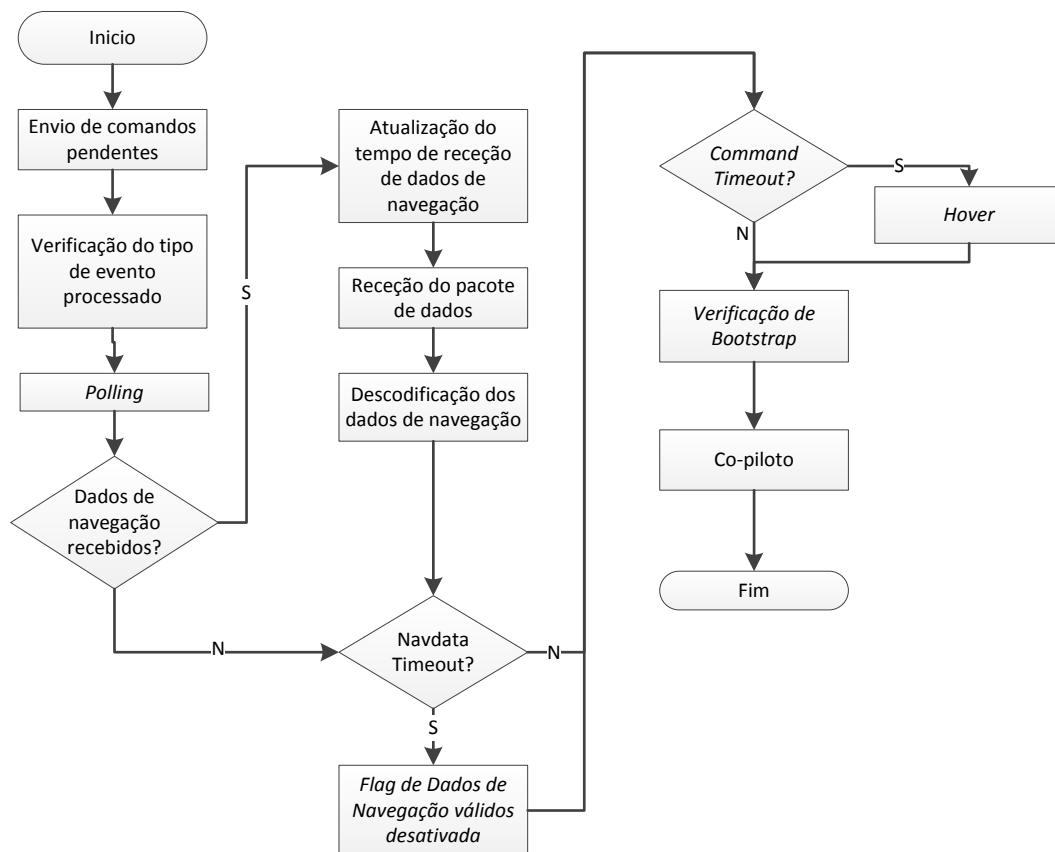 Inicio
Envio de comandos
pendentes
Verificação do tipo
de evento
processado
Polling
Dados de
navegação
recebidos?
S
N
Atualização do
tempo de receção
de dados de
navegação
Receção do pacote
de dados
Descodificação dos
dados de navegação
Navdata
Timeout?
N
S
Flag de Dados de
Navegação válidos
desativada
Command
Timeout?
S
N
Hover
Verificação de
Bootstrap
Co-piloto
Fim